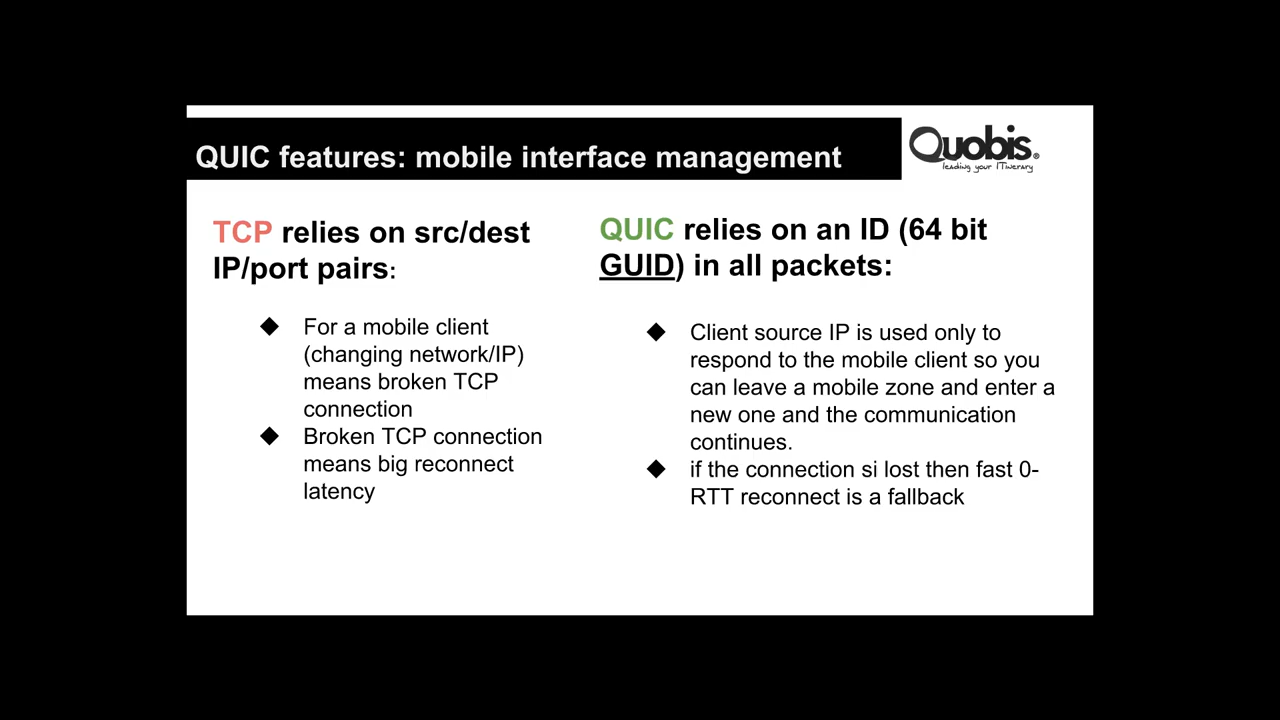 QUIC features: mobile interface management
Quobis®
leading your ITinerary
TCP relies on src/dest
IP/port pairs:
◆ For a mobile client
(changing network/IP)
means broken TCP
connection
◆ Broken TCP connection
means big reconnect
latency
QUIC relies on an ID (64 bit
GUID) in all packets:
◆ Client source IP is used only to
respond to the mobile client so you
can leave a mobile zone and enter a
new one and the communication
continues.
◆ if the connection si lost then fast 0-
RTT reconnect is a fallback